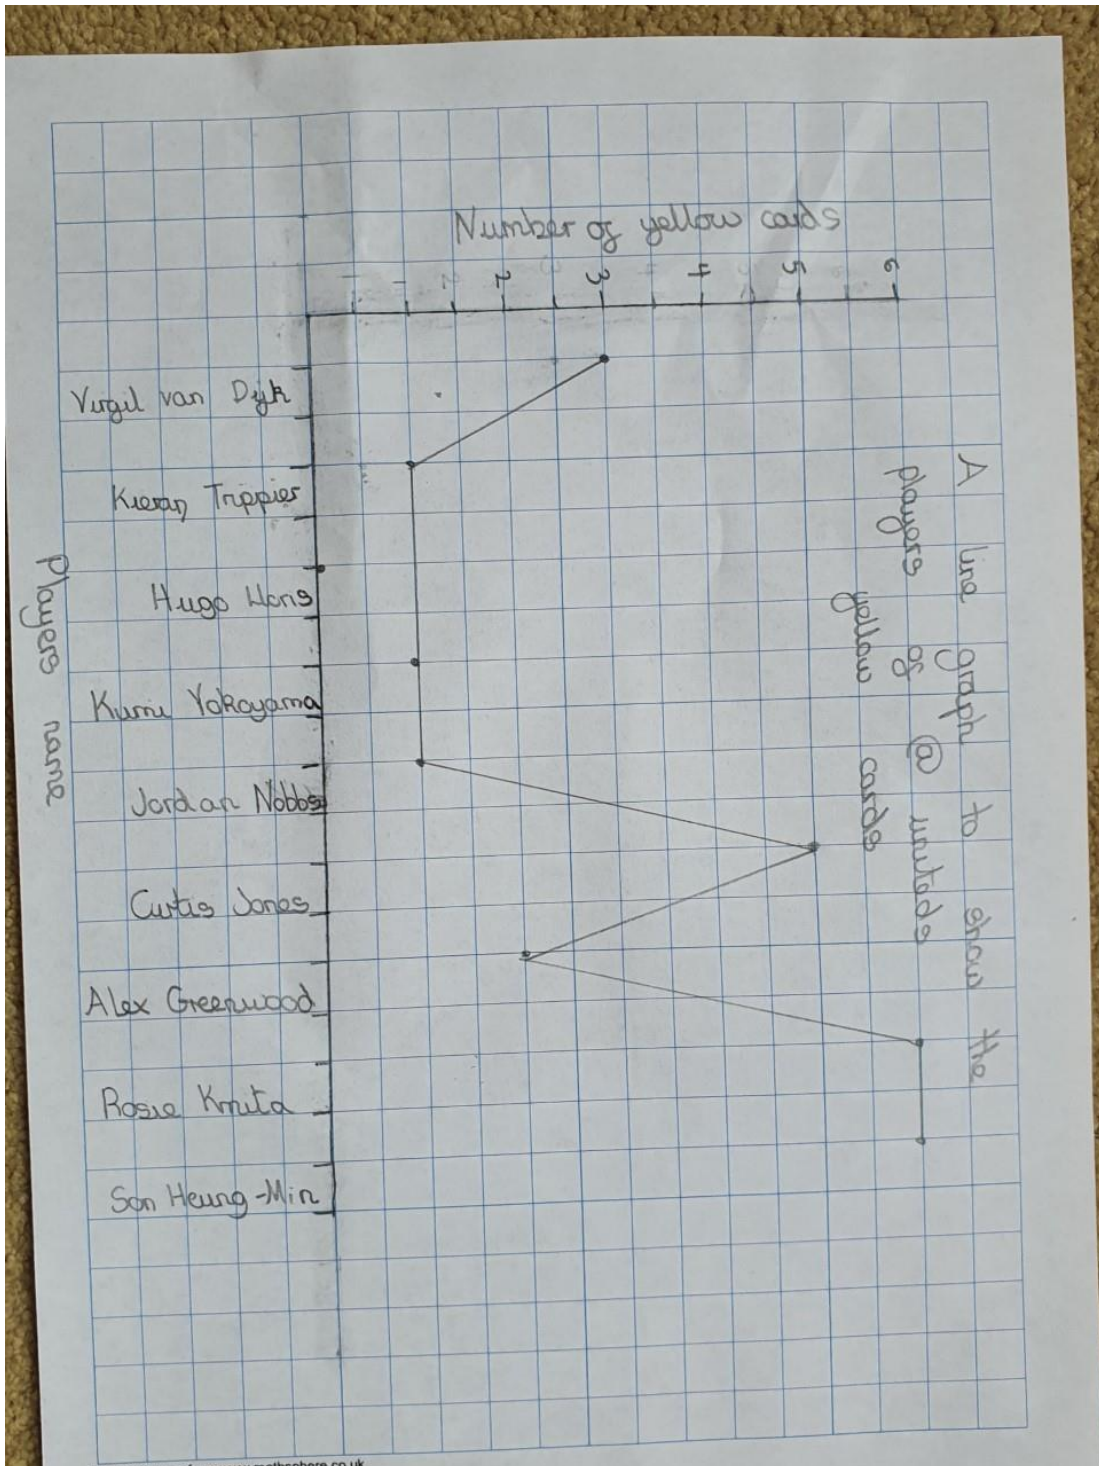 A line graph to show the
players of @ uniteds
yellow cards
Number of yellow cards
6
5
4
3
2
1
Virgil van Dijk
Kieran Trippier
Hugo Lloris
Kumi Yokoyama
Jordan Nobbs
Curtis Jones
Alex Greenwood
Rosie Kmita
Son Heung-Min
Players name